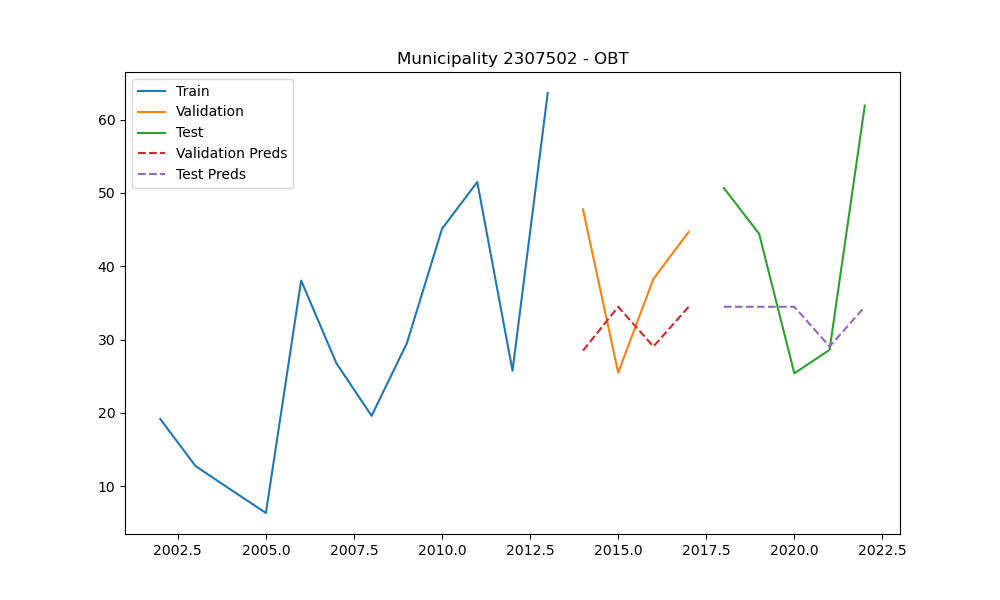 Municipality 2307502 - OBT
Train
Validation
Test
Validation Preds
Test Preds
60
50
40
30
20
10
2002.5 2005.0 2007.5 2010.0 2012.5 2015.0 2017.5 2020.0 2022.5